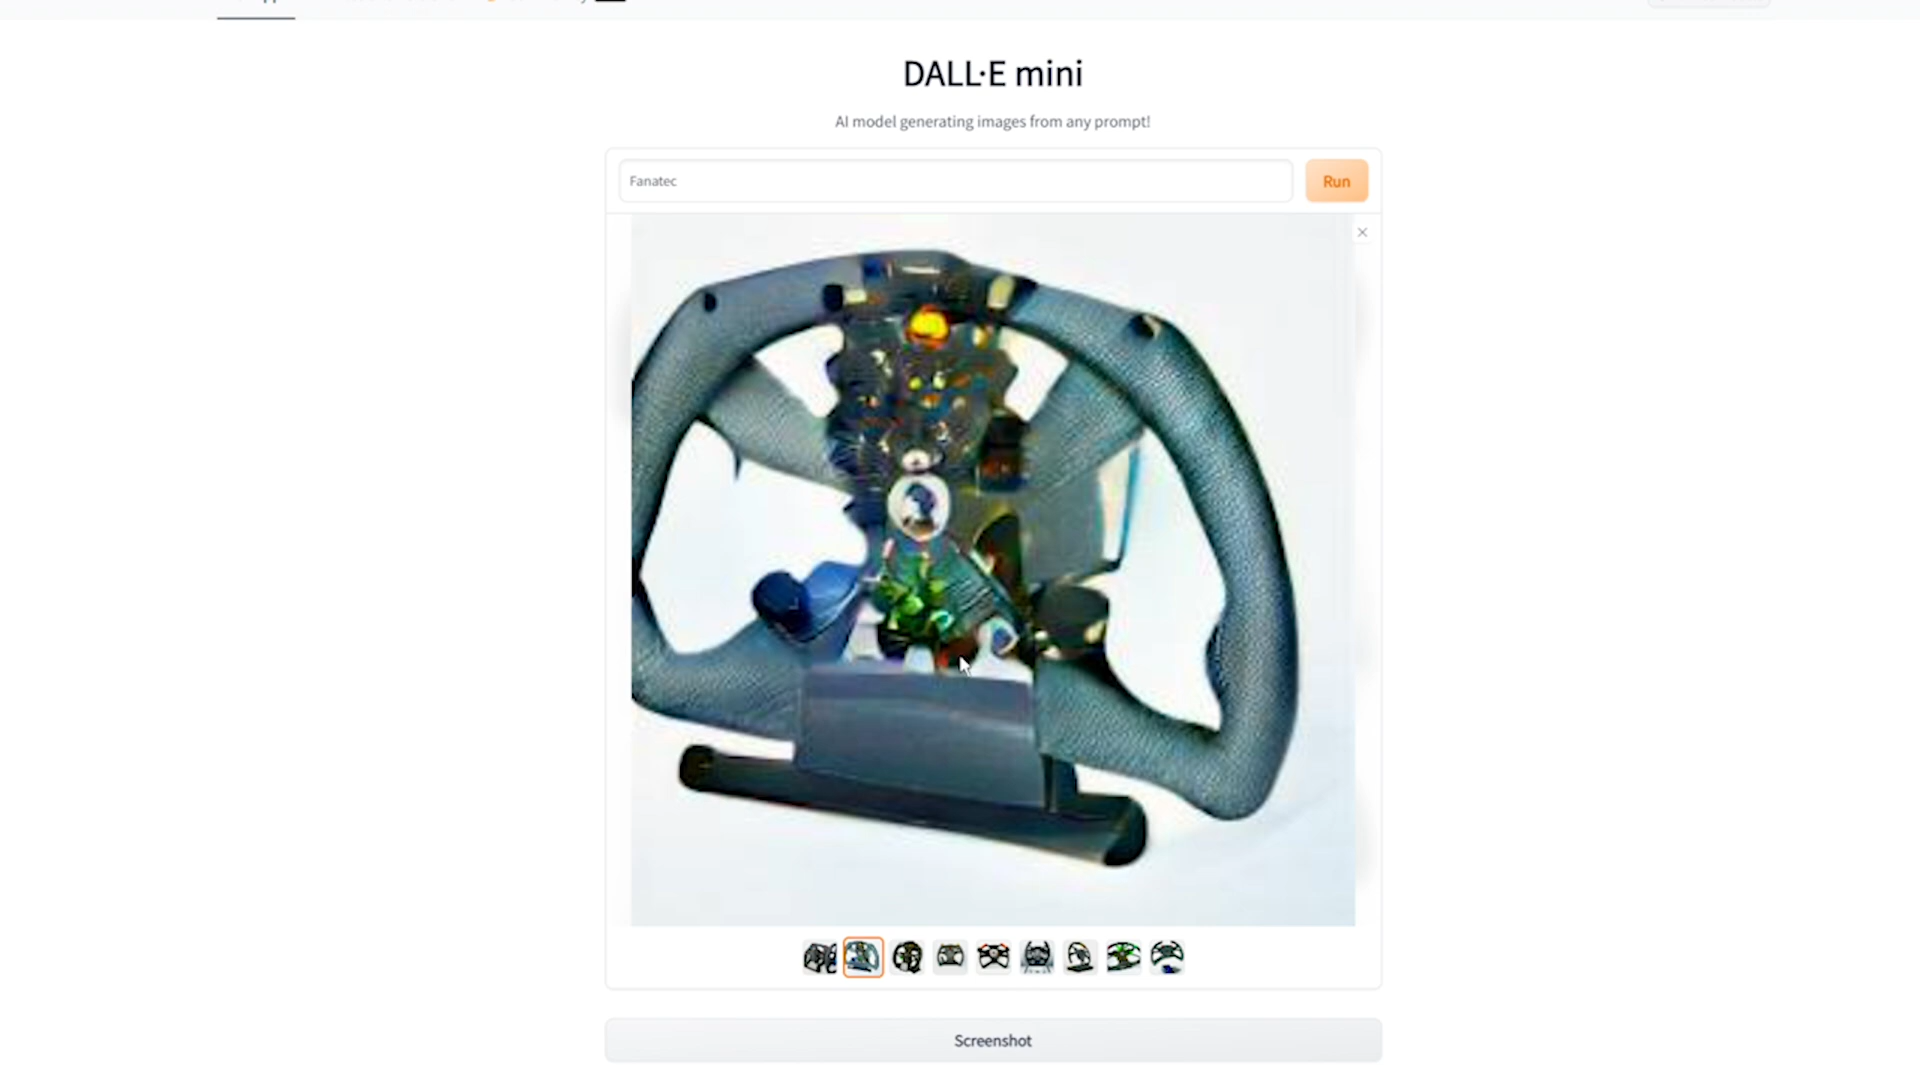 DALL·E mini
AI model generating images from any prompt!
Fanatec
Run
Screenshot